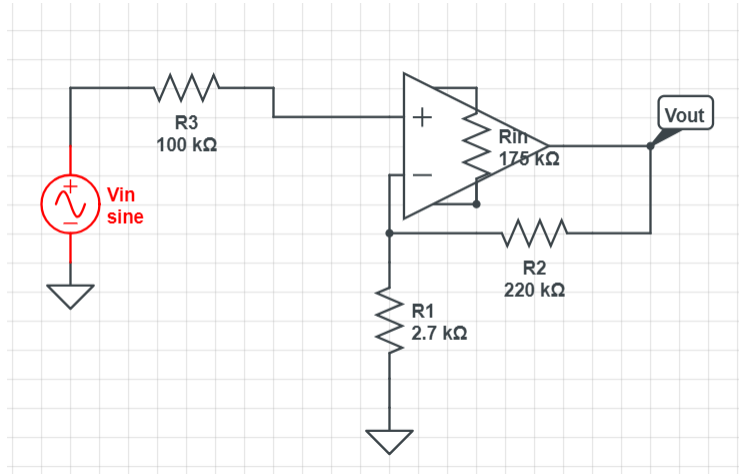 R3
100 kΩ
Vin
sine
+
−
Rin
175 kΩ
Vout
R2
220 kΩ
R1
2.7 kΩ